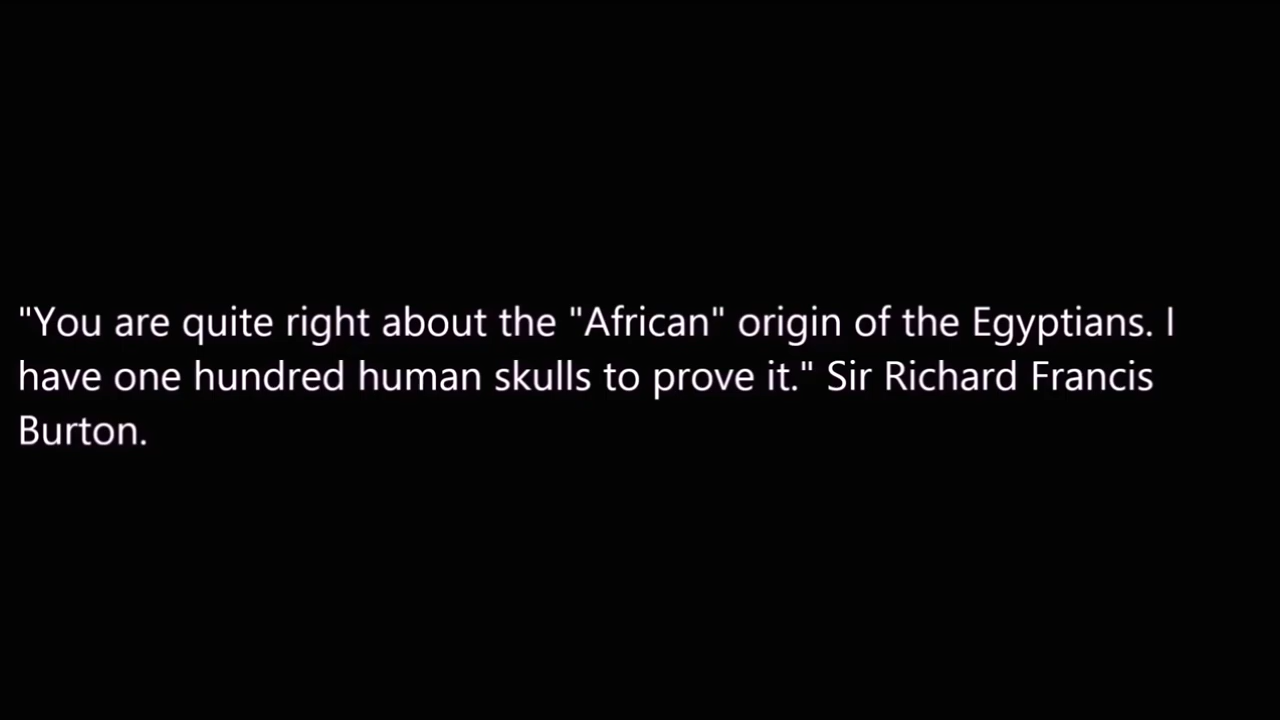 "You are quite right about the "African" origin of the Egyptians. I
have one hundred human skulls to prove it." Sir Richard Francis
Burton.